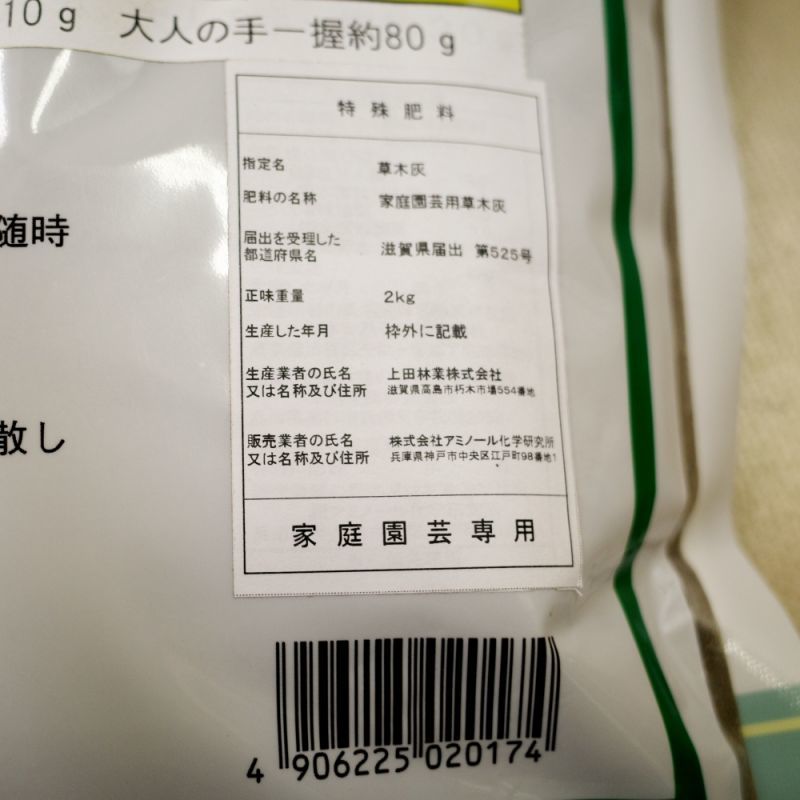 10g 大人の手一握約80g
随時
散し
特殊肥料
指定名 草木灰
肥料の名称 家庭園芸用草木灰
届出を受理した
都道府県名 滋賀県届出 第525号
正味重量 2kg
生産した年月 枠外に記載
生産業者の氏名 上田林業株式会社
又は名称及び住所 滋賀県高島市朽木市場554番地
販売業者の氏名 株式会社アミノール化学研究所
又は名称及び住所 兵庫県神戸市中央区江戸町98番地1
家庭園芸専用
4 906225 020174